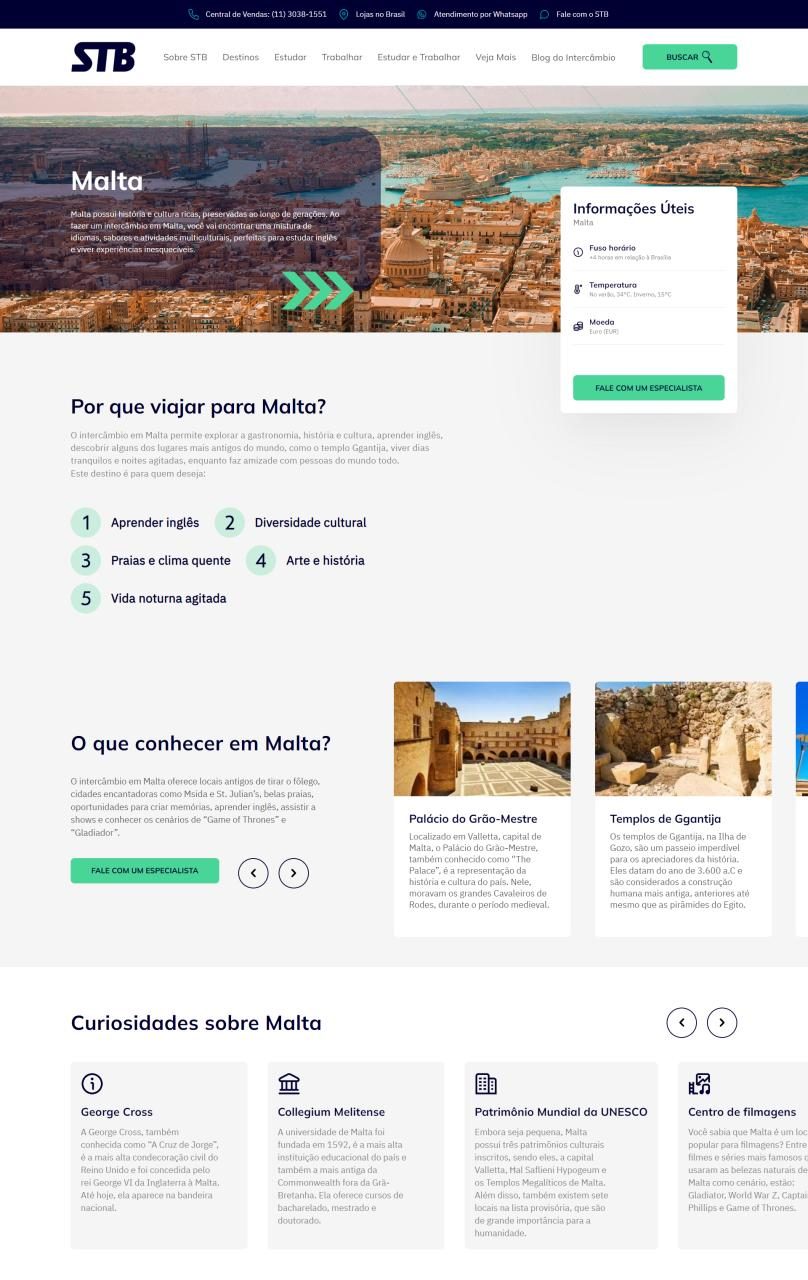 Central de Vendas: (11) 3038-1551 Lojas no Brasil Atendimento por Whatsapp Fale com o STB
STB Sobre STB Destinos Estudar Trabalhar Estudar e Trabalhar Veja Mais Blog do Intercâmbio BUSCAR
Malta
Malta possui história e cultura ricas, preservadas ao longo de gerações. Ao
fazer um intercâmbio em Malta, você vai encontrar uma mistura de
idiomas, sabores e atividades multiculturais, perfeitas para estudar inglês
e viver experiências inesquecíveis.
Informações Úteis
Malta
Fuso horário
+4 horas em relação à Brasília
Temperatura
No verão, 34°C. Inverno, 15°C
Moeda
Euro (EUR)
FALE COM UM ESPECIALISTA
Por que viajar para Malta?
O intercâmbio em Malta permite explorar a gastronomia, história e cultura, aprender inglês,
descobrir alguns dos lugares mais antigos do mundo, como o templo Ggantija, viver dias
tranquilos e noites agitadas, enquanto faz amizade com pessoas do mundo todo.
Este destino é para quem deseja:
1 Aprender inglês 2 Diversidade cultural
3 Praias e clima quente 4 Arte e história
5 Vida noturna agitada
O que conhecer em Malta?
O intercâmbio em Malta oferece locais antigos de tirar o fôlego,
cidades encantadoras como Msida e St. Julian’s, belas praias,
oportunidades para criar memórias, aprender inglês, assistir a
shows e conhecer os cenários de “Game of Thrones” e
“Gladiador”.
FALE COM UM ESPECIALISTA
Palácio do Grão-Mestre
Localizado em Valletta, capital de
Malta, o Palácio do Grão-Mestre,
também conhecido como “The
Palace”, é a representação da
história e cultura do país. Nele,
moravam os grandes Cavaleiros de
Rodes, durante o período medieval.
Templos de Ggantija
Os templos de Ggantija, na Ilha de
Gozo, são um passeio imperdível
para os apreciadores da história.
Eles datam do ano de 3.600 a.C e
são considerados a construção
humana mais antiga, anteriores até
mesmo que as pirâmides do Egito.
Curiosidades sobre Malta
George Cross
A George Cross, também
conhecida como “A Cruz de Jorge”,
é a mais alta condecoração civil do
Reino Unido e foi concedida pelo
rei George VI da Inglaterra à Malta.
Até hoje, ela aparece na bandeira
nacional.
Collegium Melitense
A universidade de Malta foi
fundada em 1592, é a mais alta
instituição educacional do país e
também a mais antiga da
Commonwealth fora da Grã-
Bretanha. Ela oferece cursos de
bacharelado, mestrado e
doutorado.
Patrimônio Mundial da UNESCO
Embora seja pequena, Malta
possui três patrimônios culturais
inscritos, sendo eles, a capital
Valletta, Hal Saflieni Hypogeum e
os Templos Megalíticos de Malta.
Além disso, também existem sete
locais na lista provisória, que são
de grande importância para a
humanidade.
Centro de filmagens
Você sabia que Malta é um loc
popular para filmagens? Entre
filmes e séries mais famosos
usaram as belezas naturais de
Malta como cenário, estão:
Gladiator, World War Z, Captai
Phillips e Game of Thrones.